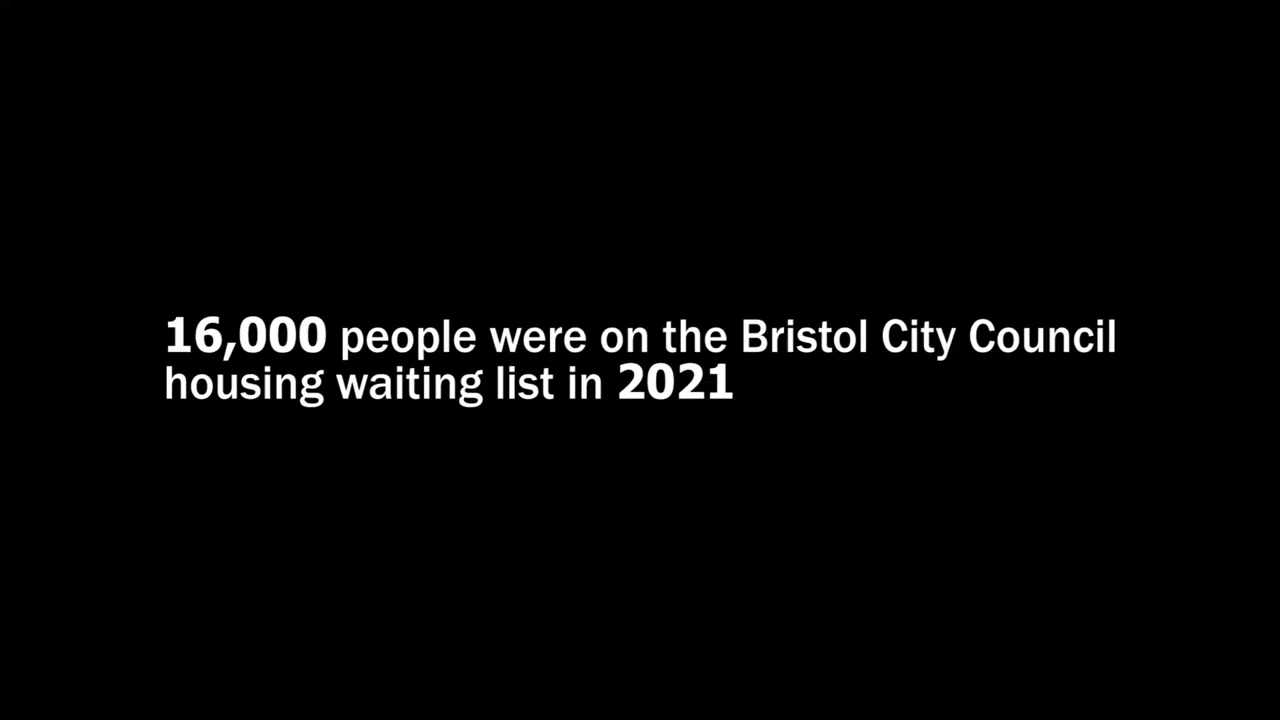 16,000 people were on the Bristol City Council
housing waiting list in 2021